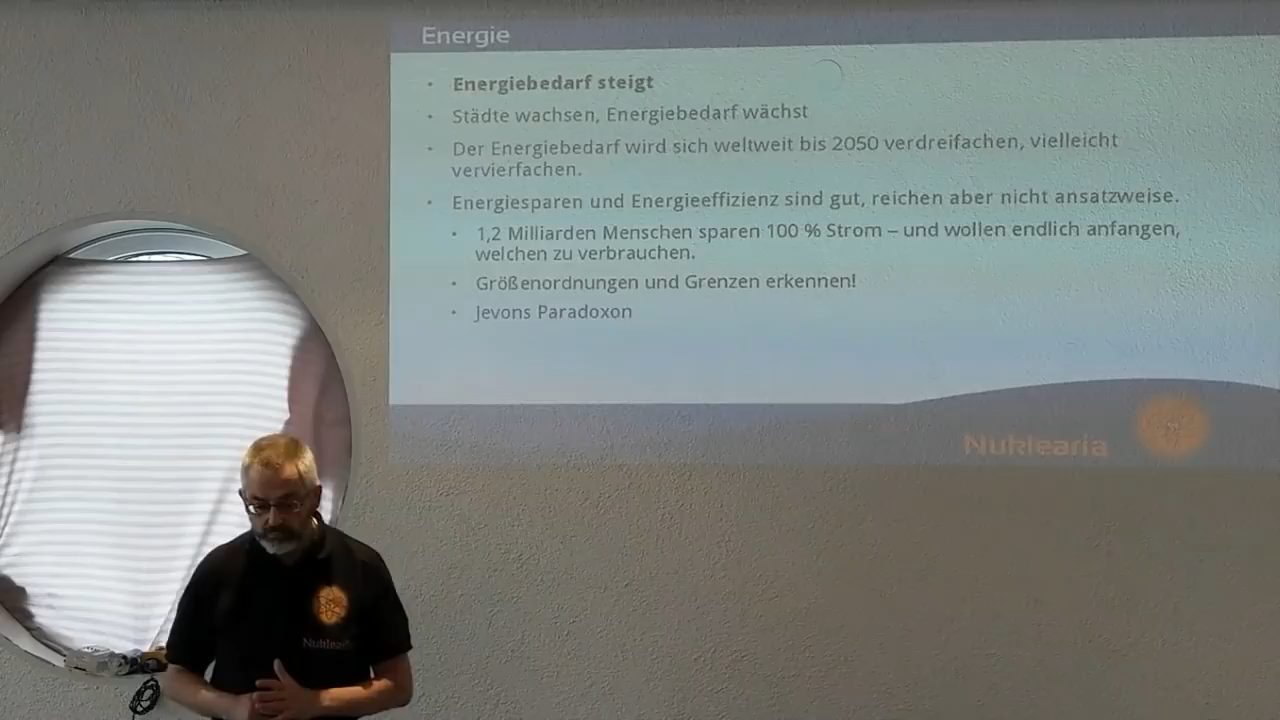 Energie
• Energiebedarf steigt
• Städte wachsen, Energiebedarf wächst
• Der Energiebedarf wird sich weltweit bis 2050 verdreifachen, vielleicht
vervierfachen.
• Energiesparen und Energieeffizienz sind gut, reichen aber nicht ansatzweise.
• 1,2 Milliarden Menschen sparen 100 % Strom – und wollen endlich anfangen,
welchen zu verbrauchen.
• Größenordnungen und Grenzen erkennen!
• Jevons Paradoxon
Nuklearia
Nuklearia